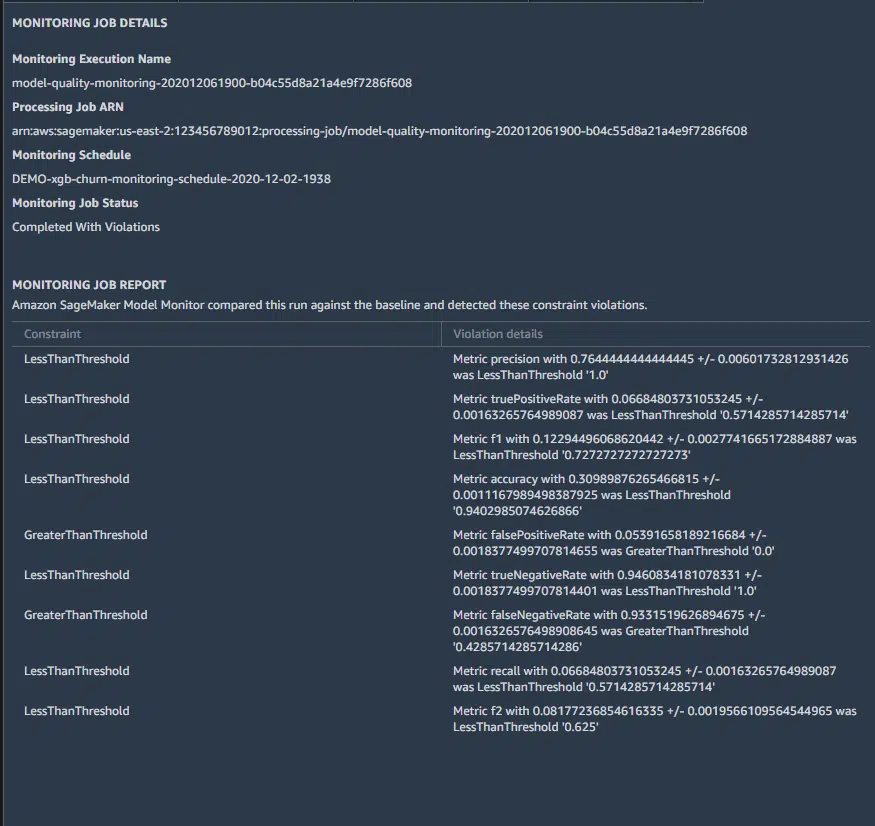 MONITORING JOB DETAILS
Monitoring Execution Name
model-quality-monitoring-202012061900-b04c55d8a21a4e9f7286f608
Processing Job ARN
arn:aws:sagemaker:us-east-2:123456789012:processing-job/model-quality-monitoring-202012061900-b04c55d8a21a4e9f7286f608
Monitoring Schedule
DEMO-xgb-churn-monitoring-schedule-2020-12-02-1938
Monitoring Job Status
Completed With Violations
MONITORING JOB REPORT
Amazon SageMaker Model Monitor compared this run against the baseline and detected these constraint violations.
Constraint Violation details
LessThanThreshold Metric precision with 0.7644444444444445 +/- 0.00601732812931426
was LessThanThreshold '1.0'
LessThanThreshold Metric truePositiveRate with 0.06684803731053245 +/-
0.00163265764989087 was LessThanThreshold '0.5714285714285714'
LessThanThreshold Metric f1 with 0.12294496068620442 +/- 0.0027741665172884887 was
LessThanThreshold '0.7272727272727273'
LessThanThreshold Metric accuracy with 0.30989876265466815 +/-
0.0011167989498387925 was LessThanThreshold
'0.9402985074626866'
GreaterThanThreshold Metric falsePositiveRate with 0.05391658189216684 +/-
0.0018377499707814655 was GreaterThanThreshold '0.0'
LessThanThreshold Metric trueNegativeRate with 0.9460834181078331 +/-
0.0018377499707814401 was LessThanThreshold '1.0'
GreaterThanThreshold Metric falseNegativeRate with 0.9331519626894675 +/-
0.0016326576498908645 was GreaterThanThreshold
'0.4285714285714286'
LessThanThreshold Metric recall with 0.06684803731053245 +/- 0.00163265764989087
was LessThanThreshold '0.5714285714285714'
LessThanThreshold Metric f2 with 0.08177236854616335 +/- 0.0019566109564544965 was
LessThanThreshold '0.625'